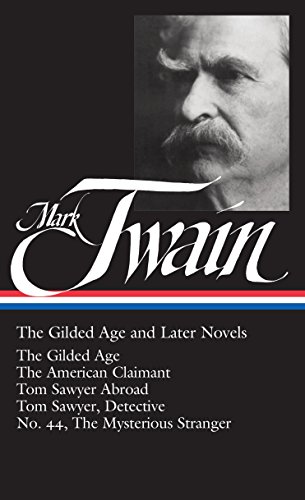 Mark
Twain
The Gilded Age and Later Novels
The Gilded Age
The American Claimant
Tom Sawyer Abroad
Tom Sawyer, Detective
No. 44, The Mysterious Stranger